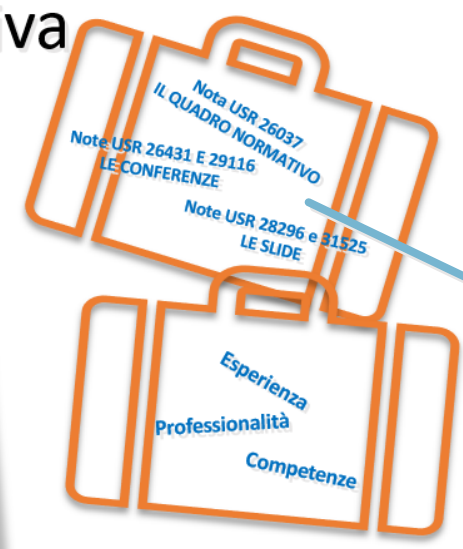 iva
Nota USR 26037
IL QUADRO NORMATIVO
Note USR 26431 E 29116
LE CONFERENZE
Note USR 28296 e 31525
LE SLIDE
Esperienza
Professionalità
Competenze